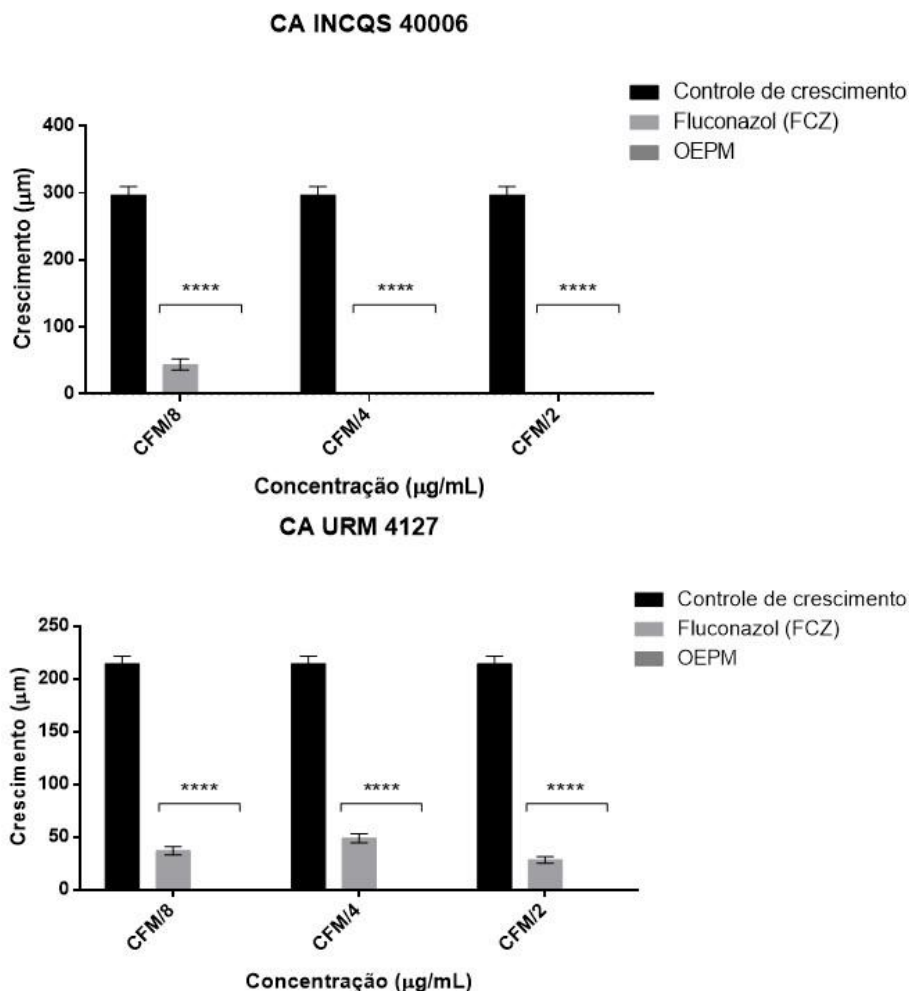 CA INCQS 40006
Controle de crescimento
Fluconazol (FCZ)
OEPM
Crescimento (μm)
400
300
200
100
0
****
****
****
CFM/8
CFM/4
CFM/2
Concentração (μg/mL)
CA URM 4127
Controle de crescimento
Fluconazol (FCZ)
OEPM
Crescimento (μm)
250
200
150
100
50
0
****
****
****
CFM/8
CFM/4
CFM/2
Concentração (μg/mL)